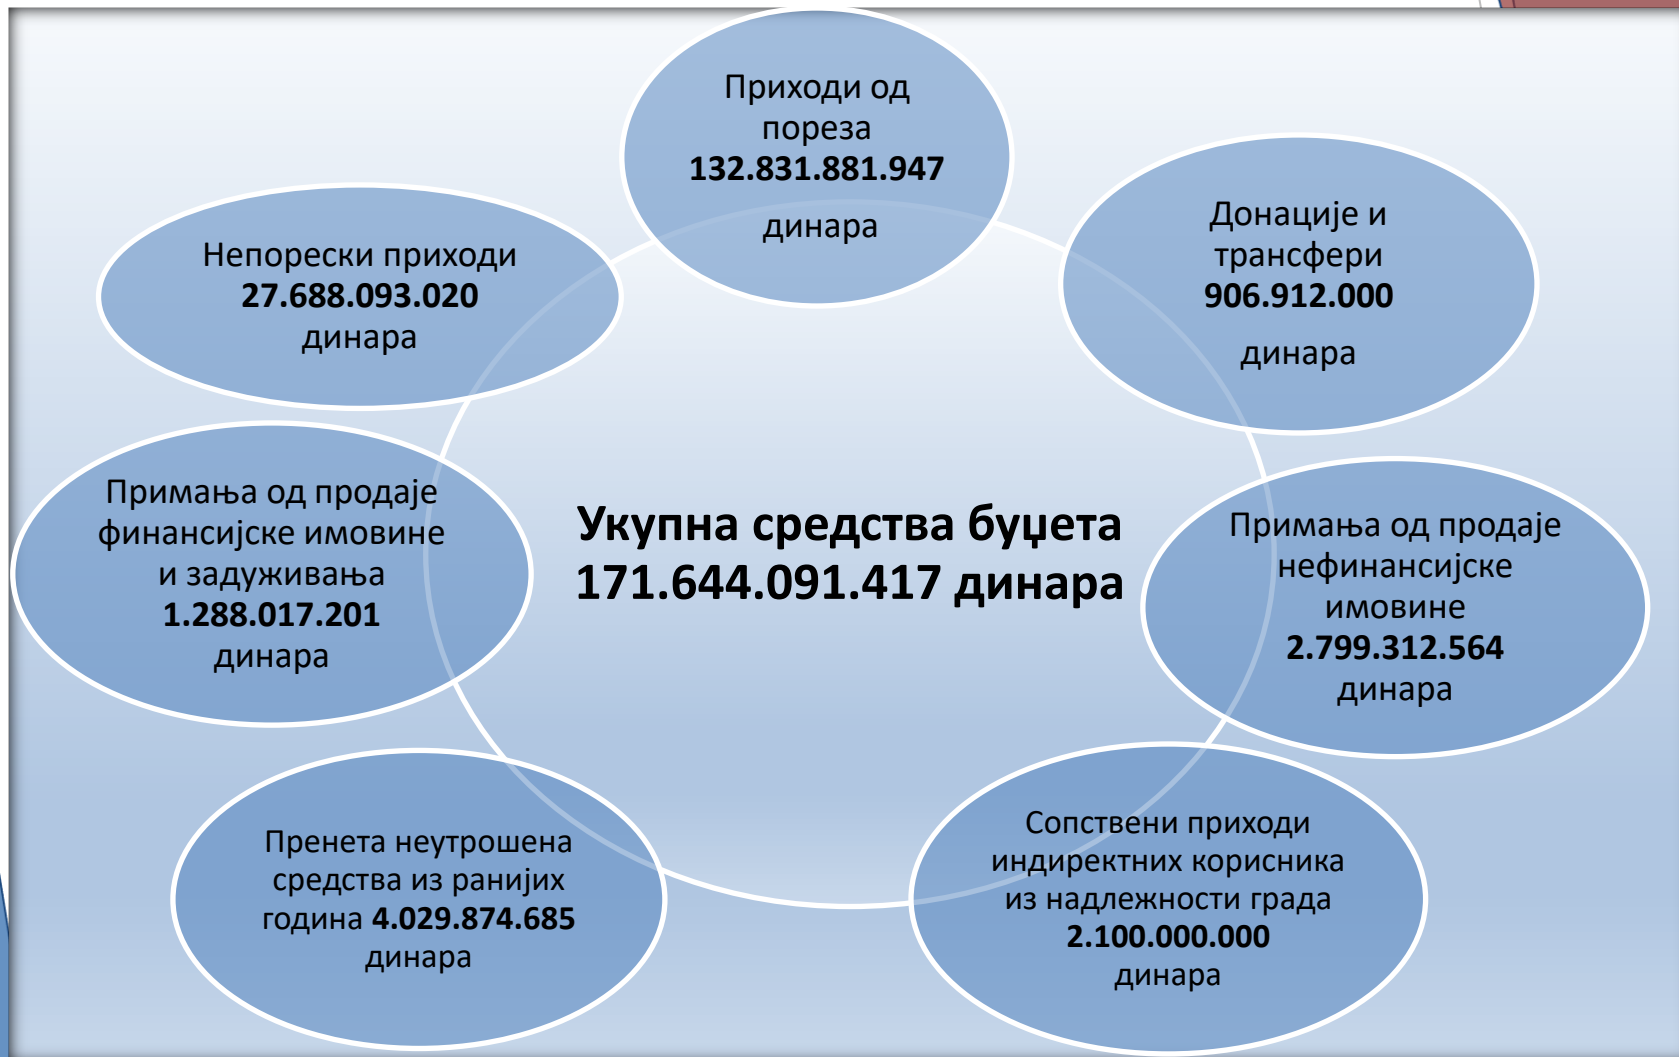 Приходи од
пореза
132.831.881.947
динара
Донације и
трансфери
906.912.000
динара
Непорески приходи
27.688.093.020
динара
Примања од продаје
финансијске имовине
и задуживања
1.288.017.201
динара
Укупна средства буџета
171.644.091.417 динара
Примања од продаје
нефинансијске
имовине
2.799.312.564
динара
Пренета неутрошена
средства из ранијих
година 4.029.874.685
динара
Сопствени приходи
индиректних корисника
из надлежности града
2.100.000.000
динара